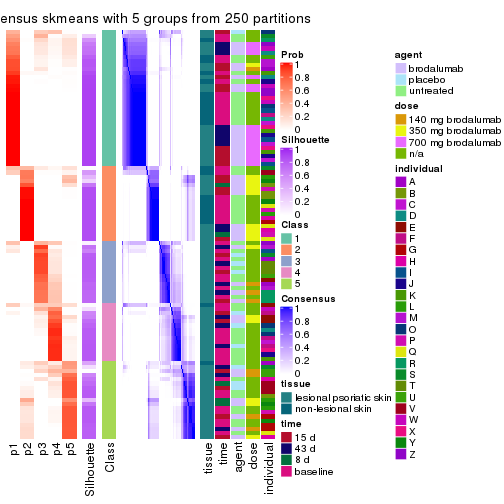 ensus skmeans with 5 groups from 250 partitions
Prob
1
0.8
0.6
0.4
0.2
0
Silhouette
1
0.8
0.6
0.4
0.2
0
Class
1
2
3
4
5
Consensus
1
0.8
0.6
0.4
0.2
0
tissue
lesional psoriatic skin
non-lesional skin
time
15 d
43 d
8 d
baseline
agent
brodalumab
placebo
untreated
dose
140 mg brodalumab
350 mg brodalumab
700 mg brodalumab
n/a
individual
A
B
C
D
E
F
G
H
I
J
K
L
M
O
P
Q
R
S
T
U
V
W
X
Y
Z
p1
p2
p3
p4
p5
Silhouette
Class
tissue
time
agent
dose
individual